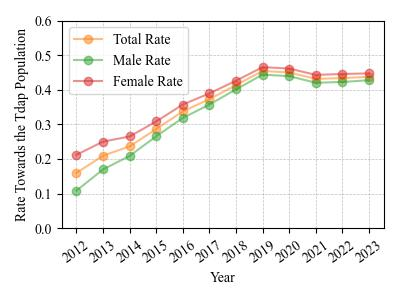 Rate Towards the Tdap Population
0.6
0.5
0.4
0.3
0.2
0.1
0.0
Total Rate
Male Rate
Female Rate
2012 2013 2014 2015 2016 2017 2018 2019 2020 2021 2022 2023
Year